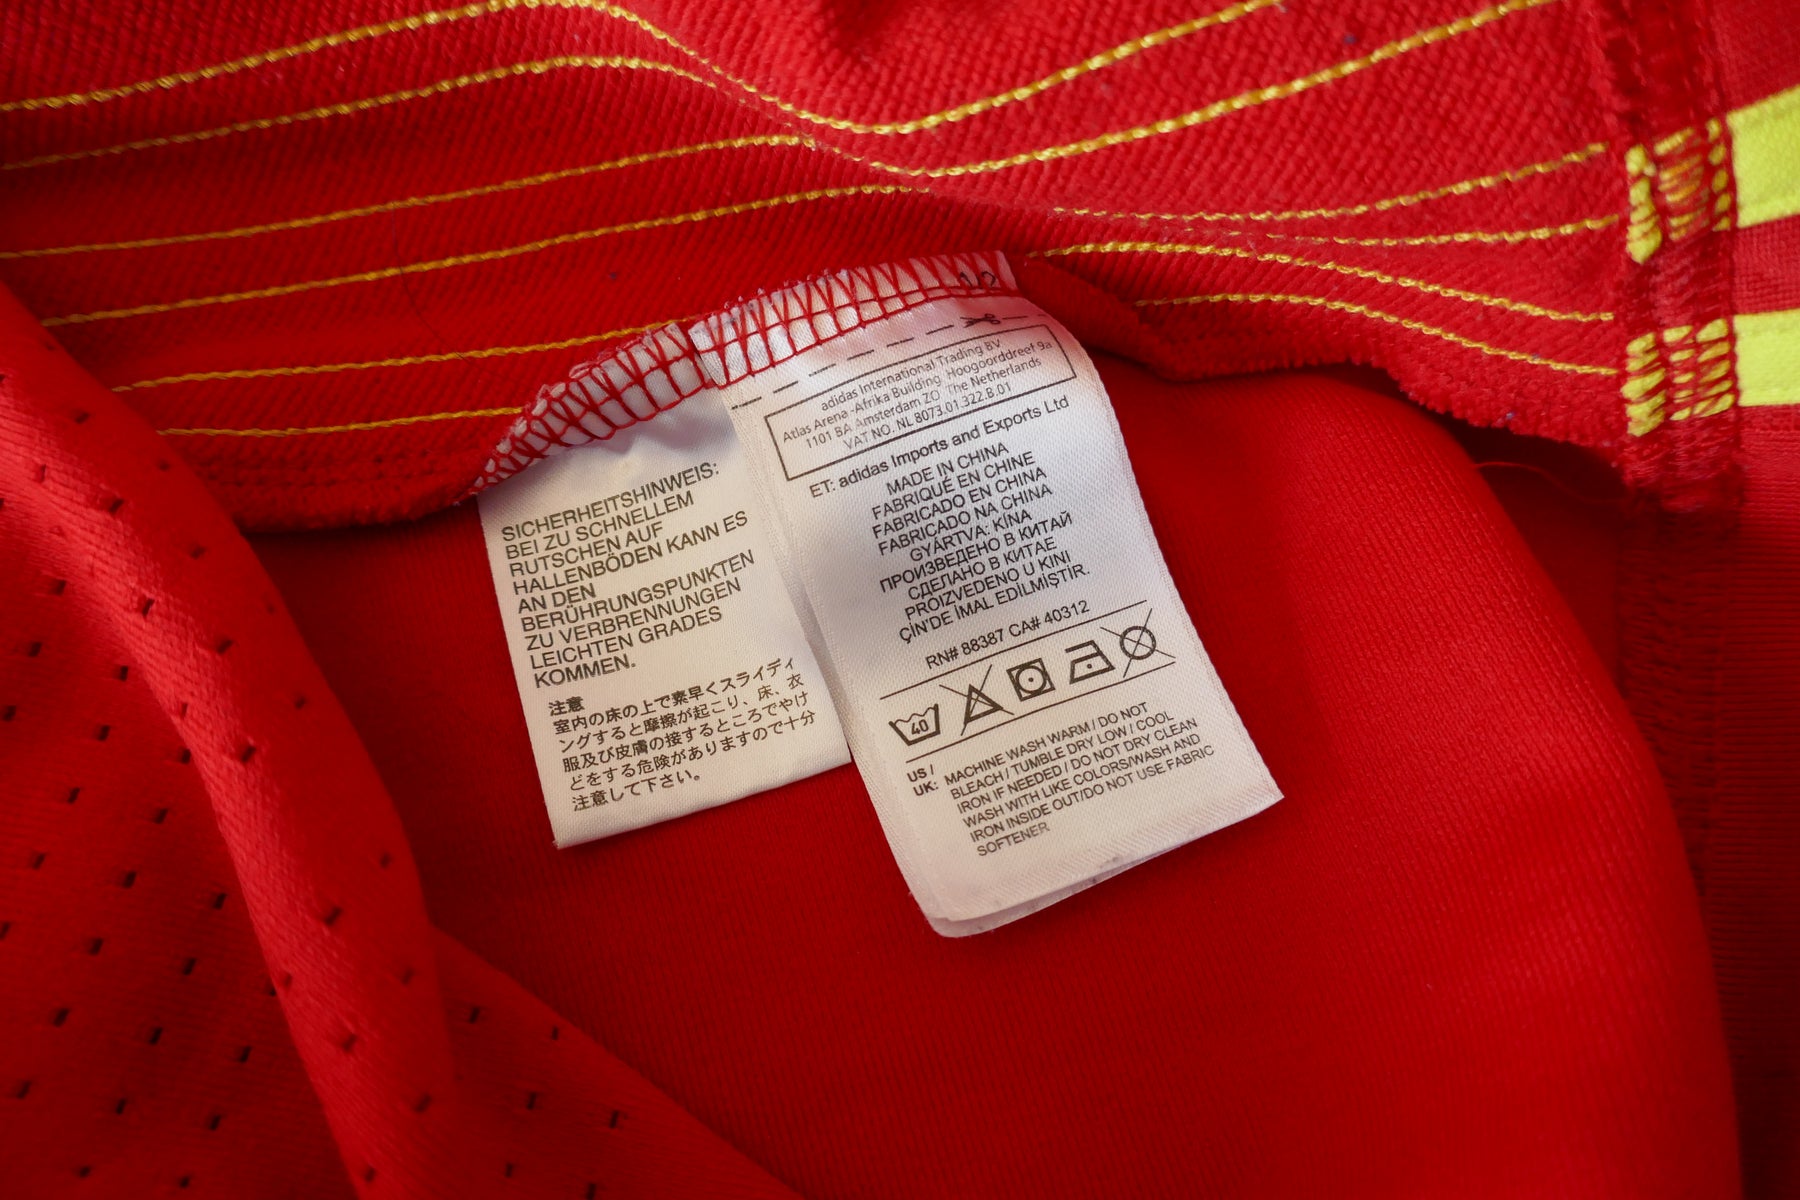 SICHERHEITSHINWEIS:
BEI ZU SCHNELLEM
RUTSCHEN AUF
HALLENBÖDEN KANN ES
AN DEN
BERÜHRUNGSPUNKTEN
ZU VERBRENNUNGEN
LEICHTEN GRADES
KOMMEN.
注意
室内の床の上で素早くスライディ
ングすると摩擦が起こり、床、衣
服及び皮膚の接するところでやけ
どをする危険がありますので十分
注意して下さい。
1/2
adidas International Trading BV
Atlas Arena -Afrika Building Hoogoorddreef 9a
1101 BA Amsterdam ZO The Netherlands
VAT NO. NL 8073.01.322.B.01
ET: adidas Imports and Exports Ltd
MADE IN CHINA
FABRIQUÉ EN CHINE
FABRICADO EN CHINA
FABRICADO NA CHINA
GYÁRTVA: KÍNA
ПРОИЗВЕДЕНО В КИТАЙ
СДЕЛАНО В КИТАЕ
PROIZVEDENO U KINI
ÇİN'DE İMAL EDİLMİŞTİR.
RN# 88387 CA# 40312
40
US / UK: MACHINE WASH WARM / DO NOT
BLEACH / TUMBLE DRY LOW / COOL
IRON IF NEEDED / DO NOT DRY CLEAN
WASH WITH LIKE COLORS/WASH AND
IRON INSIDE OUT/DO NOT USE FABRIC
SOFTENER